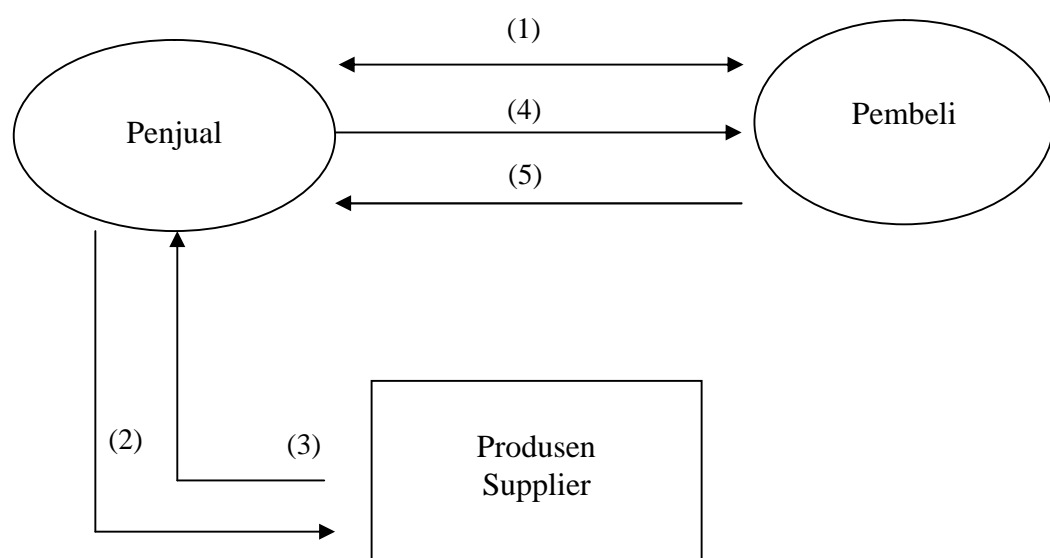 (1)
Penjual
(4)
Pembeli
(5)
(2)
(3)
Produsen
Supplier